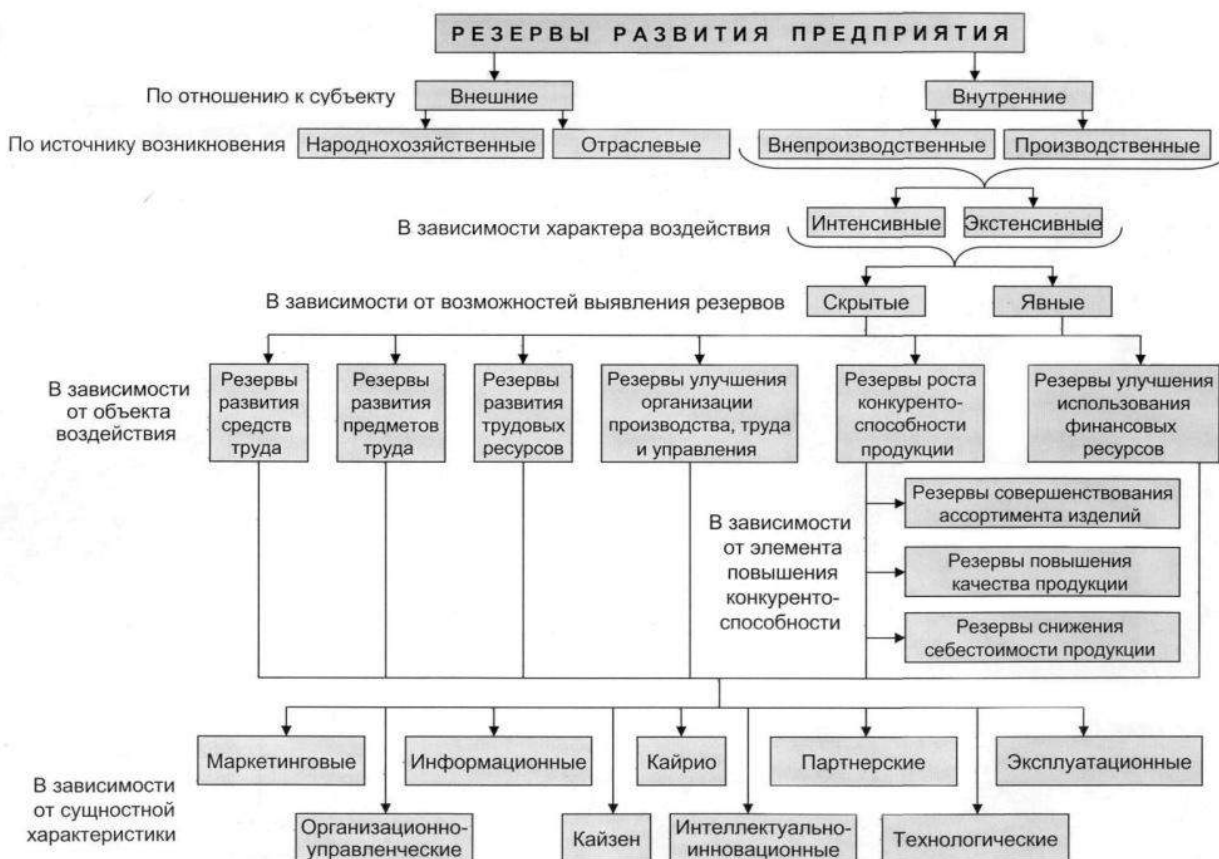 РЕЗЕРВЫ РАЗВИТИЯ ПРЕДПРИЯТИЯ
По отношению к субъекту
Внешние
Внутренние
По источнику возникновения
Народнохозяйственные
Отраслевые
Внепроизводственные
Производственные
В зависимости характера воздействия
Интенсивные
Экстенсивные
В зависимости от возможностей выявления резервов
Скрытые
Явные
В зависимости
от объекта
воздействия
Резервы
развития
средств
труда
Резервы
развития
предметов
труда
Резервы
развития
трудовых
ресурсов
Резервы улучшения
организации
производства, труда
и управления
Резервы роста
конкуренто-
способности
продукции
Резервы улучшения
использования
финансовых
ресурсов
В зависимости
от элемента
повышения
конкуренто-
способности
Резервы совершенствования
ассортимента изделий
Резервы повышения
качества продукции
Резервы снижения
себестоимости продукции
В зависимости
от сущностной
характеристики
Маркетинговые
Информационные
Кайрио
Партнерские
Эксплуатационные
Организационно-
управленческие
Кайзен
Интеллектуально-
инновационные
Технологические